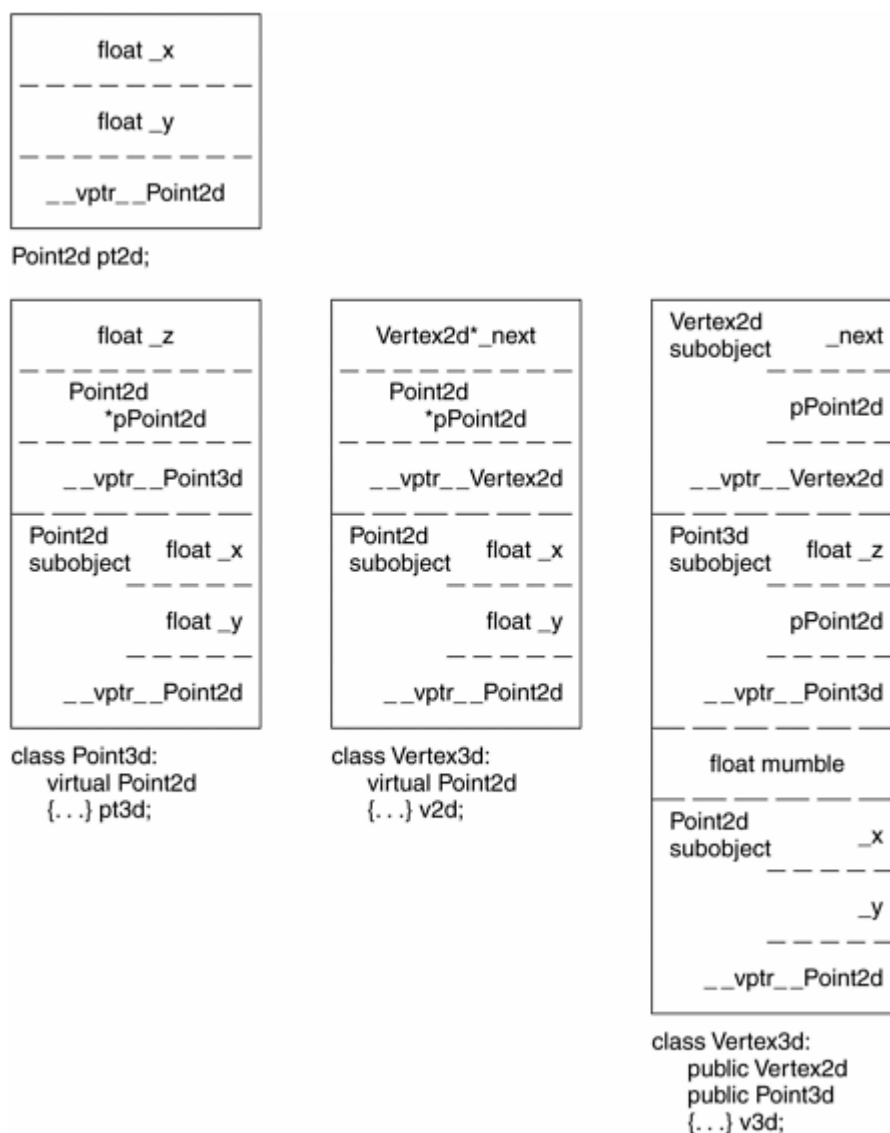 float _x
float _y
__vptr__Point2d
Point2d pt2d;
float _z
Point2d
*pPoint2d
__vptr__Point3d
Point2d
subobject float _x
float _y
__vptr__Point2d
class Point3d:
virtual Point2d
{...} pt3d;
Vertex2d*_next
Point2d
*pPoint2d
__vptr__Vertex2d
Point2d
subobject float _x
float _y
__vptr__Point2d
class Vertex3d:
virtual Point2d
{...} v2d;
Vertex2d
subobject _next
pPoint2d
__vptr__Vertex2d
Point3d
subobject float _z
pPoint2d
__vptr__Point3d
float mumble
Point2d
subobject _x
_y
__vptr__Point2d
class Vertex3d:
public Vertex2d
public Point3d
{...} v3d;